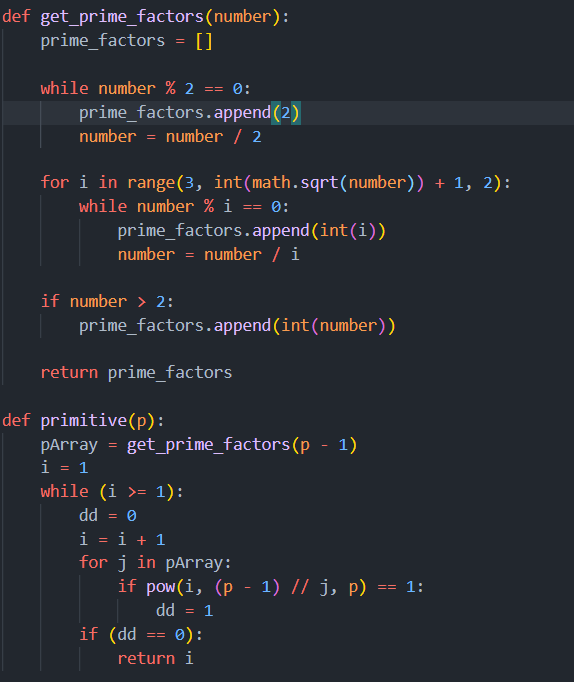 def get_prime_factors(number):
    prime_factors = []

    while number % 2 == 0:
        prime_factors.append(2)
        number = number / 2

    for i in range(3, int(math.sqrt(number)) + 1, 2):
        while number % i == 0:
            prime_factors.append(int(i))
            number = number / i

    if number > 2:
        prime_factors.append(int(number))

    return prime_factors

def primitive(p):
    pArray = get_prime_factors(p - 1)
    i = 1
    while (i >= 1):
        dd = 0
        i = i + 1
        for j in pArray:
            if pow(i, (p - 1) // j, p) == 1:
                dd = 1
        if (dd == 0):
            return i